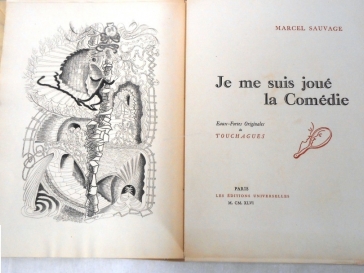 MARCEL SAUVAGE
Je me suis joué
la Comédie
Eaux-Fortes Originales
de
TOUCHAGUES
PARIS
LES ÉDITIONS UNIVERSELLES
M. CM. XLVI